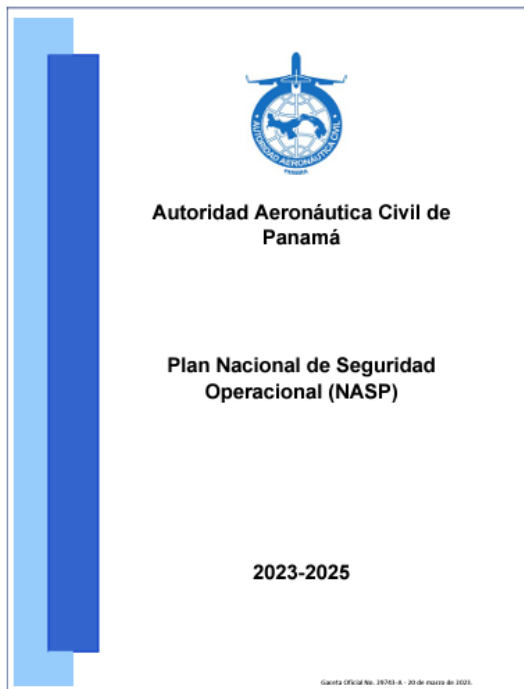 AUTORIDAD AERONÁUTICA CIVIL
PANAMÁ
Autoridad Aeronáutica Civil de
Panamá
Plan Nacional de Seguridad
Operacional (NASP)
2023-2025
Gaceta Oficial No. 29743-A - 20 de marzo de 2023.